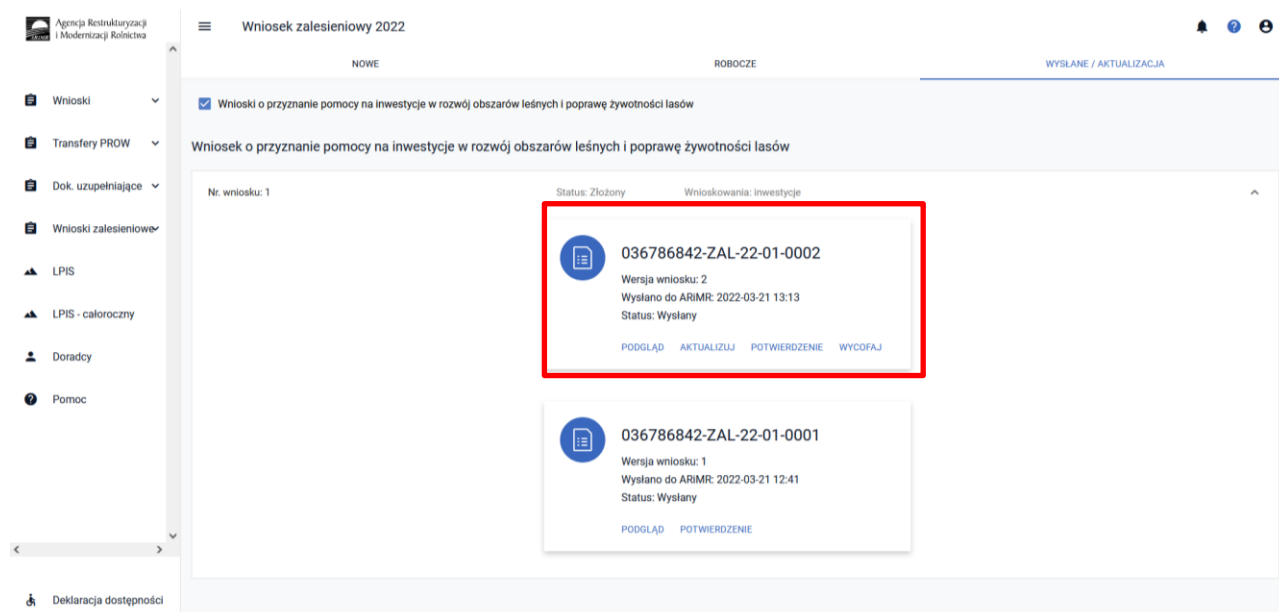 Agencja Restrukturyzacji
i Modernizacji Rolnictwa
Wniosek zalesieniowy 2022
NOWE
ROBOCZE
WYSŁANE / AKTUALIZACJA
Wnioski
Transfery PROW
Dok. uzupełniające
Wnioski zalesieniowe
LPIS
LPIS - całoroczny
Doradcy
Pomoc
Deklaracja dostępności
Wnioski o przyznanie pomocy na inwestycje w rozwój obszarów leśnych i poprawę żywotności lasów
Wniosek o przyznanie pomocy na inwestycje w rozwój obszarów leśnych i poprawę żywotności lasów
Nr. wniosku: 1
Status: Złożony
Wnioskowania: inwestycje
036786842-ZAL-22-01-0002
Wersja wniosku: 2
Wysłano do ARiMR: 2022-03-21 13:13
Status: Wysłany
PODGLĄD AKTUALIZUJ POTWIERDZENIE WYCOFAJ
036786842-ZAL-22-01-0001
Wersja wniosku: 1
Wysłano do ARiMR: 2022-03-21 12:41
Status: Wysłany
PODGLĄD POTWIERDZENIE